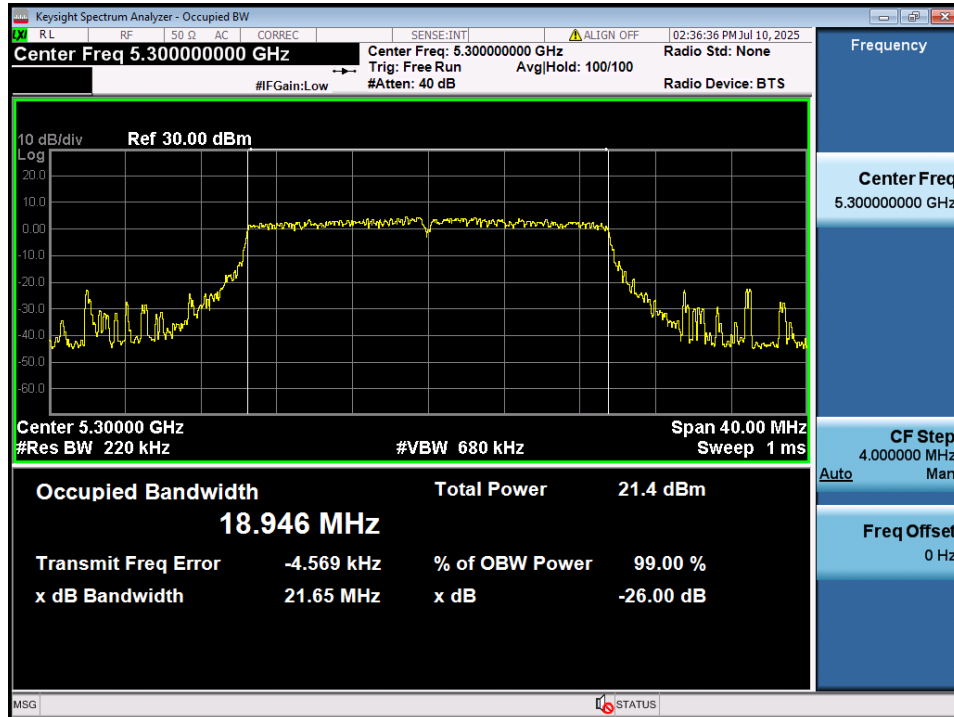 Keysight Spectrum Analyzer - Occupied BW
LXI RL RF 50 Ω AC CORREC SENSE:INT ALIGN OFF 02:36:36 PM Jul 10, 2025
Center Freq 5.300000000 GHz
Center Freq: 5.300000000 GHz Radio Std: None
Trig: Free Run Avg|Hold: 100/100
#IFGain:Low #Atten: 40 dB Radio Device: BTS
10 dB/div Ref 30.00 dBm
Log
20.0
10.0
0.00
-10.0
-20.0
-30.0
-40.0
-50.0
-60.0
Center 5.30000 GHz Span 40.00 MHz
#Res BW 220 kHz #VBW 680 kHz Sweep 1 ms
Occupied Bandwidth Total Power 21.4 dBm
18.946 MHz
Transmit Freq Error -4.569 kHz % of OBW Power 99.00 %
x dB Bandwidth 21.65 MHz x dB -26.00 dB
Frequency
Center Freq
5.300000000 GHz
CF Step
4.000000 MHz
Auto Man
Freq Offset
0 Hz
MSG STATUS